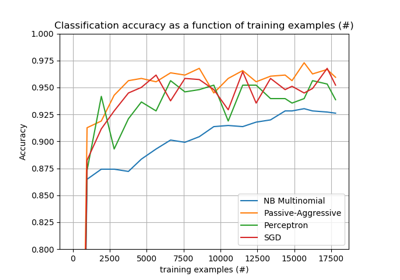 Classification accuracy as a function of training examples (#)
1.000
0.975
0.950
0.925
0.900
0.875
0.850
0.825
0.800
Accuracy
NB Multinomial
Passive-Aggressive
Perceptron
SGD
0 2500 5000 7500 10000 12500 15000 17500
training examples (#)